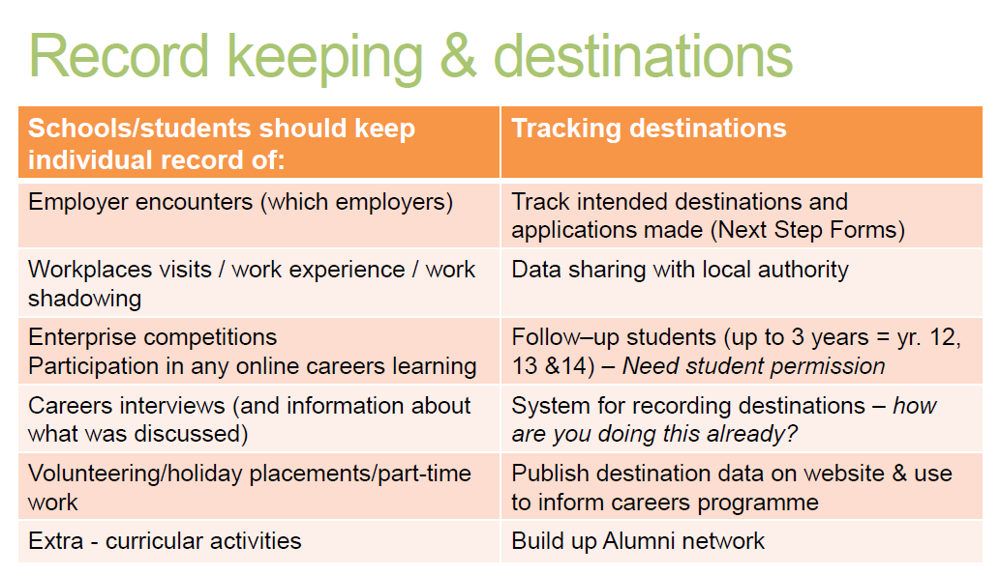 Record keeping & destinations
Schools/students should keep
individual record of:
Tracking destinations
Employer encounters (which employers)
Track intended destinations and
applications made (Next Step Forms)
Workplaces visits / work experience / work
shadowing
Data sharing with local authority
Enterprise competitions
Participation in any online careers learning
Follow–up students (up to 3 years = yr. 12,
13 &14) – Need student permission
Careers interviews (and information about
what was discussed)
System for recording destinations – how
are you doing this already?
Volunteering/holiday placements/part-time
work
Publish destination data on website & use
to inform careers programme
Extra - curricular activities
Build up Alumni network